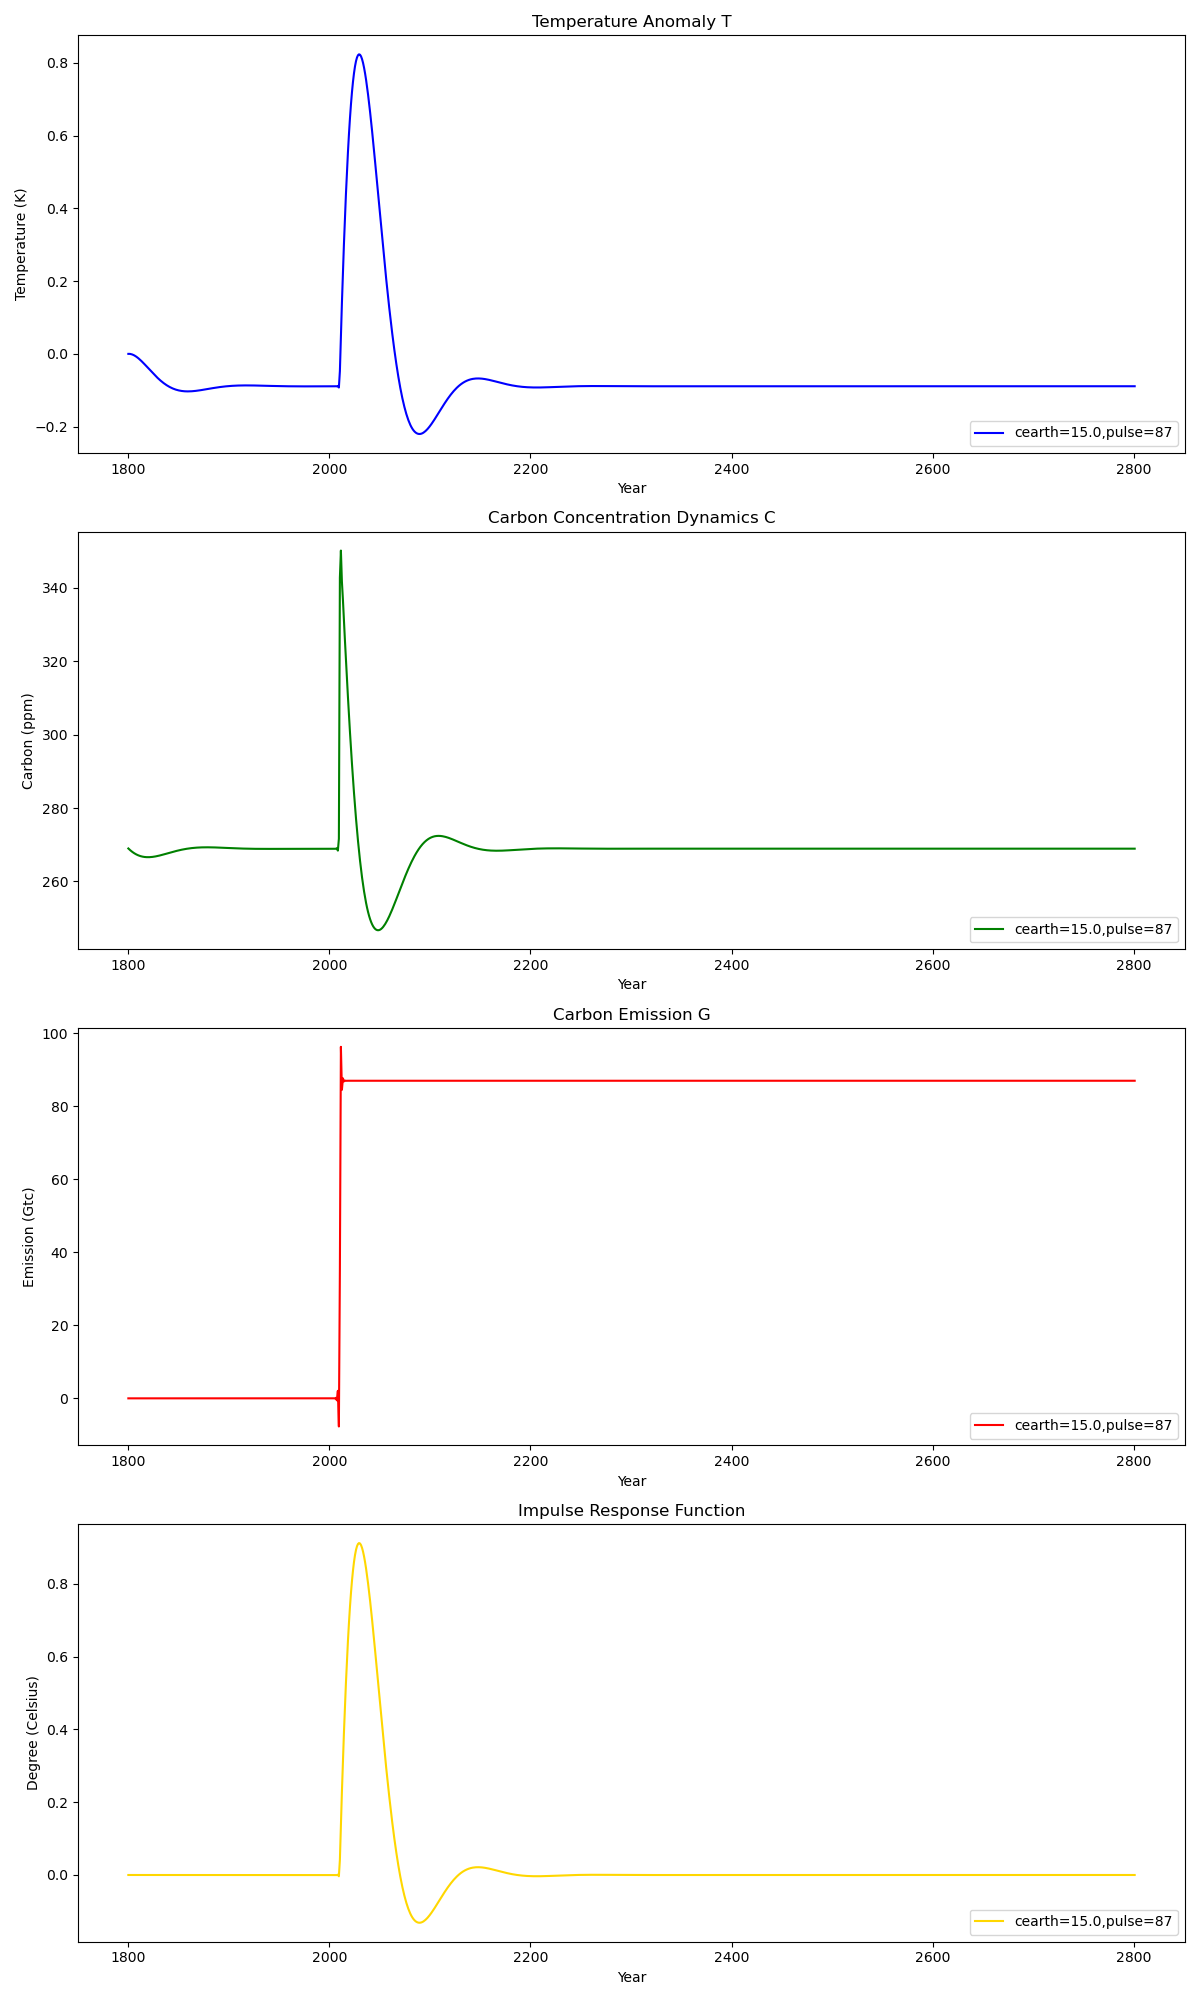 Temperature Anomaly T
Temperature (K)
0.8
0.6
0.4
0.2
0.0
−0.2
cearth=15.0,pulse=87
1800 2000 2200 2400 2600 2800
Year
Carbon Concentration Dynamics C
Carbon (ppm)
340
320
300
280
260
cearth=15.0,pulse=87
1800 2000 2200 2400 2600 2800
Year
Carbon Emission G
Emission (Gtc)
100
80
60
40
20
0
cearth=15.0,pulse=87
1800 2000 2200 2400 2600 2800
Year
Impulse Response Function
Degree (Celsius)
0.8
0.6
0.4
0.2
0.0
cearth=15.0,pulse=87
1800 2000 2200 2400 2600 2800
Year